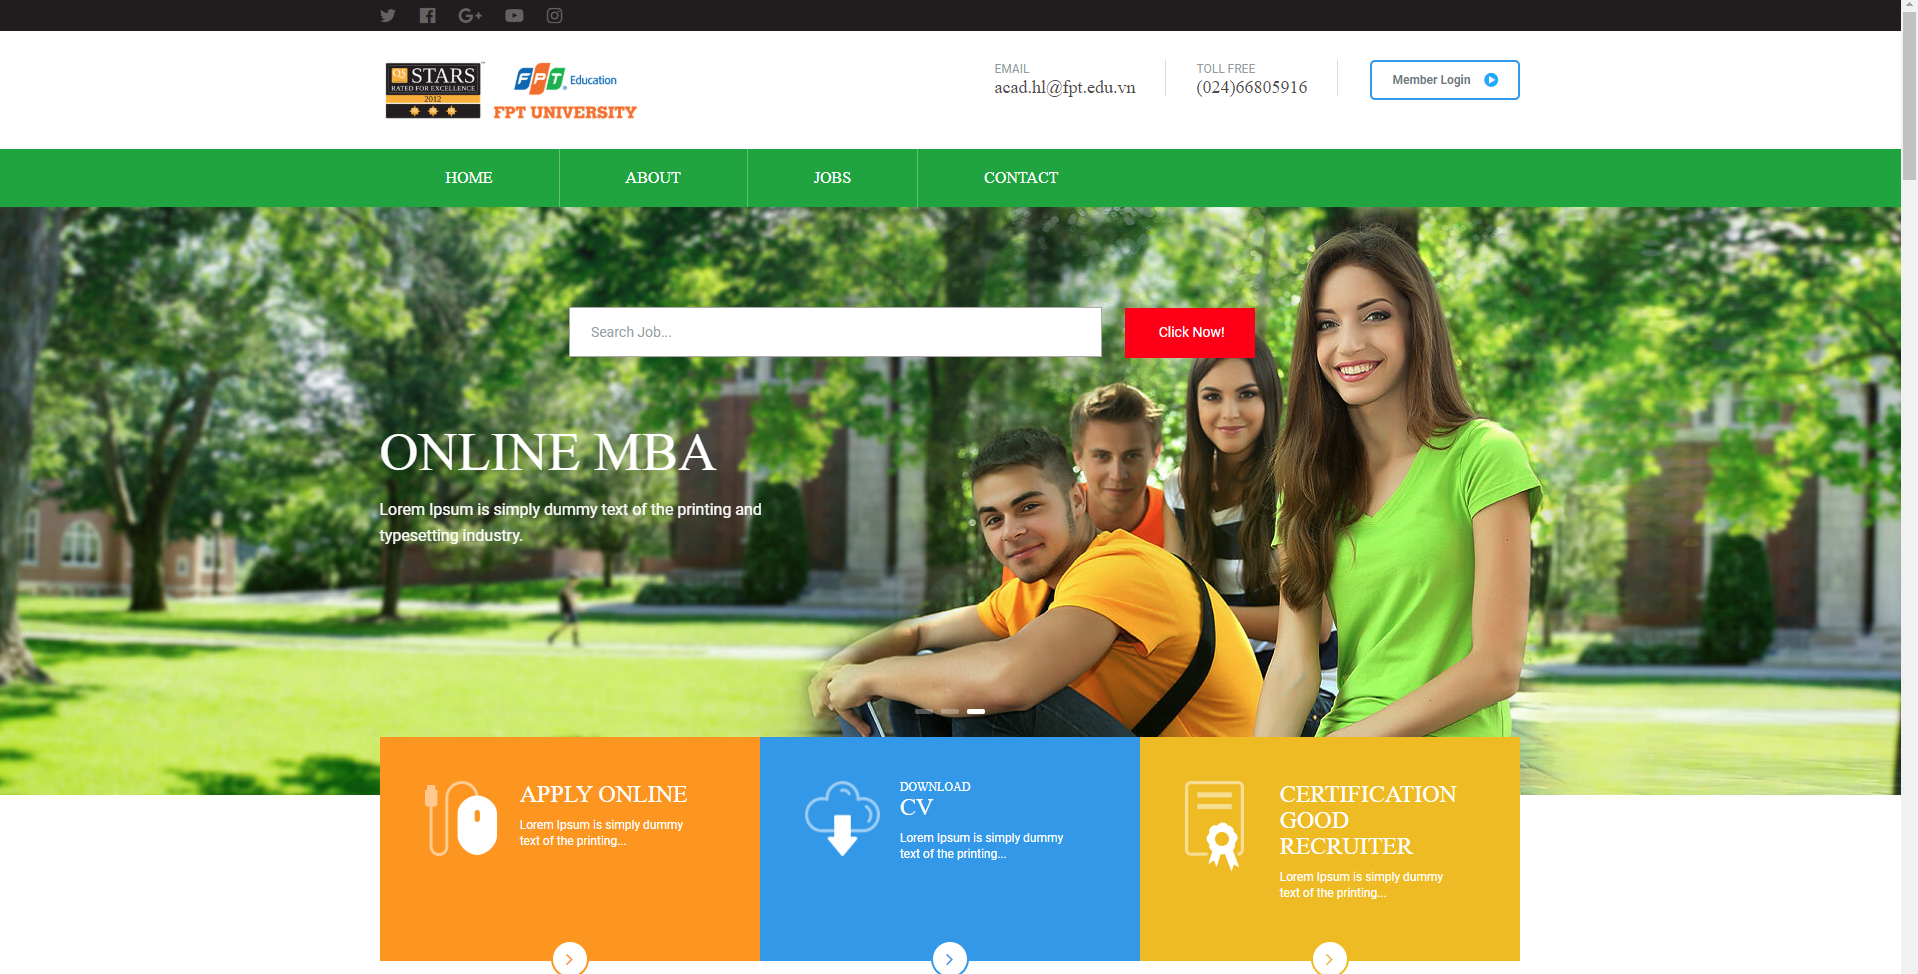 QS STARS
RATED FOR EXCELLENCE
2012
FPT Education
FPT UNIVERSITY
EMAIL
acad.hl@fpt.edu.vn
TOLL FREE
(024)66805916
Member Login
HOME
ABOUT
JOBS
CONTACT
Search Job...
Click Now!
ONLINE MBA
Lorem Ipsum is simply dummy text of the printing and
typesetting industry.
APPLY ONLINE
Lorem Ipsum is simply dummy
text of the printing...
DOWNLOAD
CV
Lorem Ipsum is simply dummy
text of the printing...
CERTIFICATION
GOOD
RECRUITER
Lorem Ipsum is simply dummy
text of the printing...